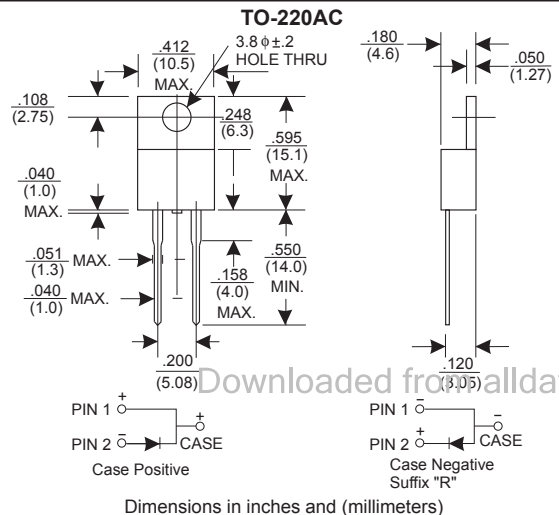 TO-220AC
.412
(10.5)
MAX.
3.8 ϕ±.2
HOLE THRU
.180
(4.6)
.050
(1.27)
.108
(2.75)
.248
(6.3)
.595
(15.1)
MAX.
.040
(1.0)
MAX.
.051
(1.3)
MAX.
.040
(1.0)
MAX.
.158
(4.0)
MAX.
.550
(14.0)
MIN.
.200
(5.08)
.120
(3.05)
Downloaded from allda
PIN 1
+
+
PIN 2
−
CASE
Case Positive
PIN 1
−
−
PIN 2
+
CASE
Case Negative
Suffix "R"
Dimensions in inches and (millimeters)